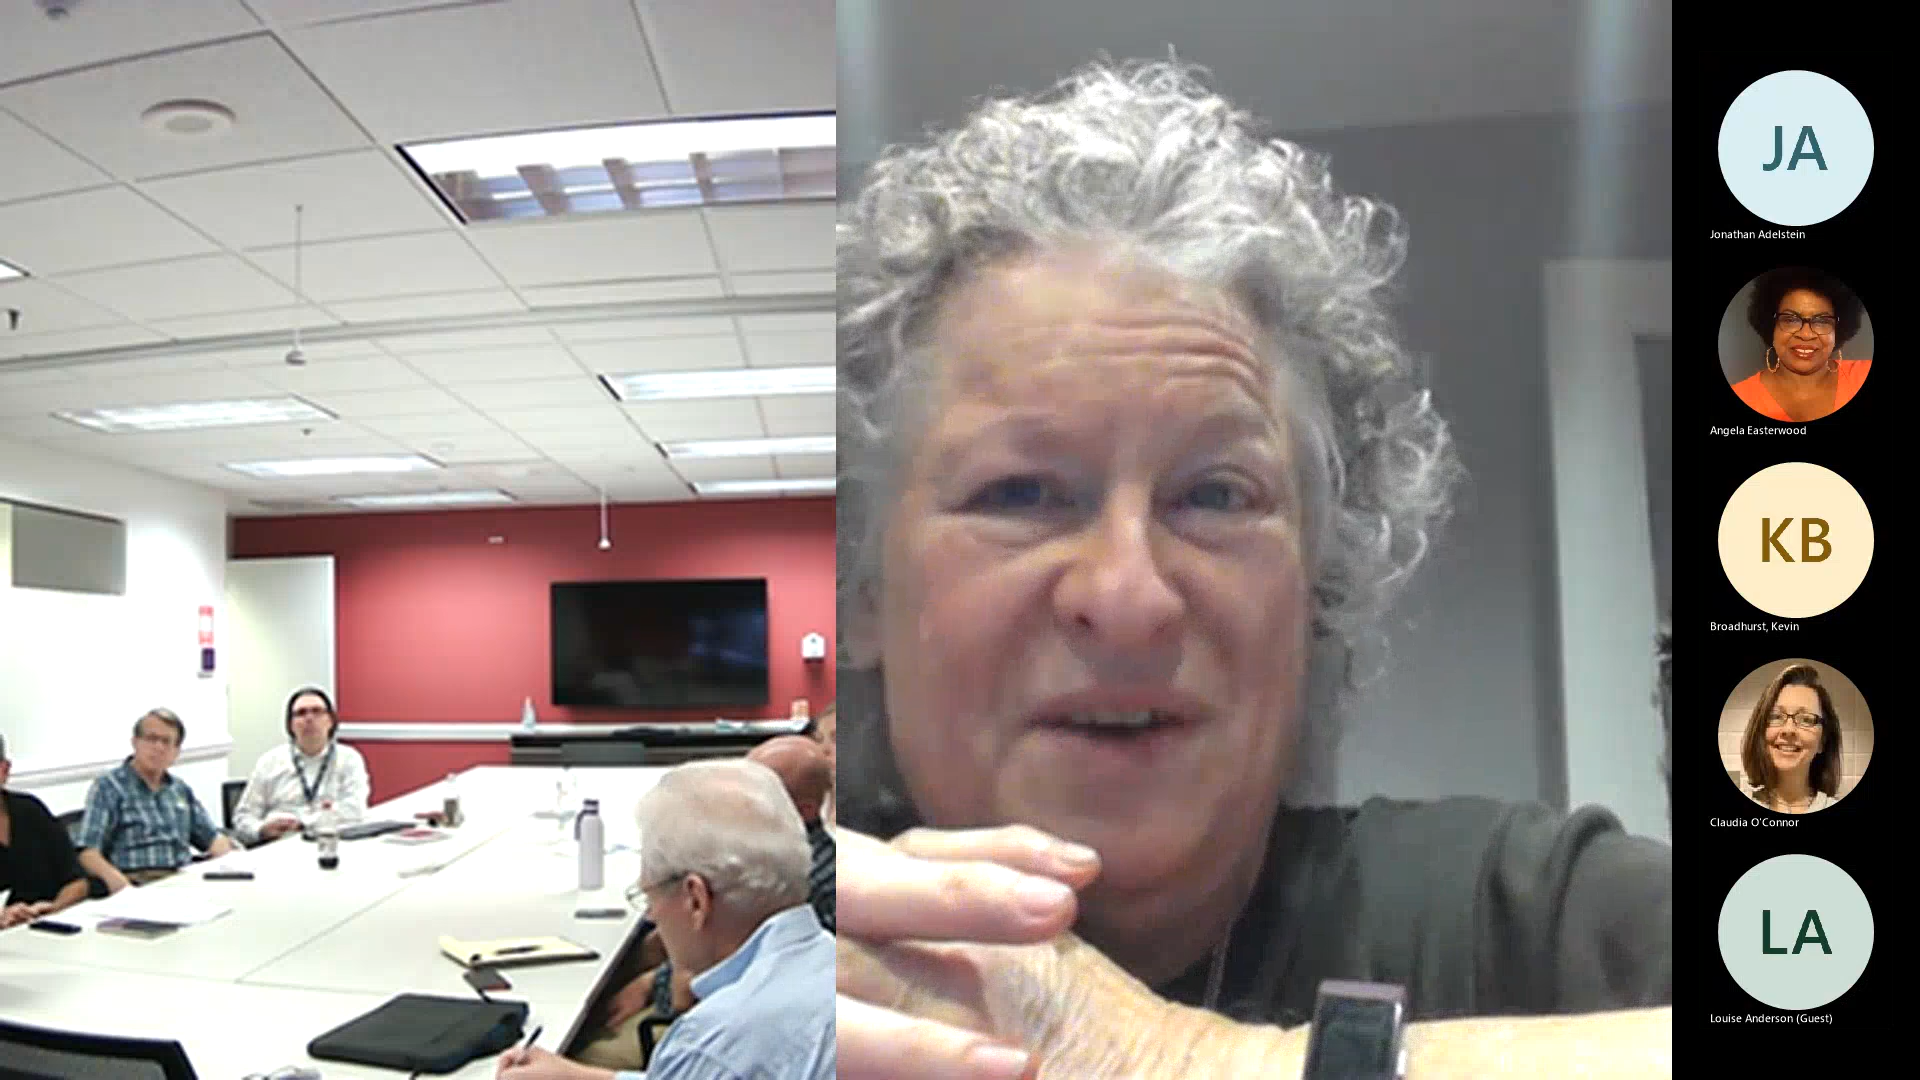 JA
Jonathan Adelstein
Angela Easterwood
KB
Broadhurst, Kevin
Claudia O'Connor
LA
Louise Anderson (Guest)